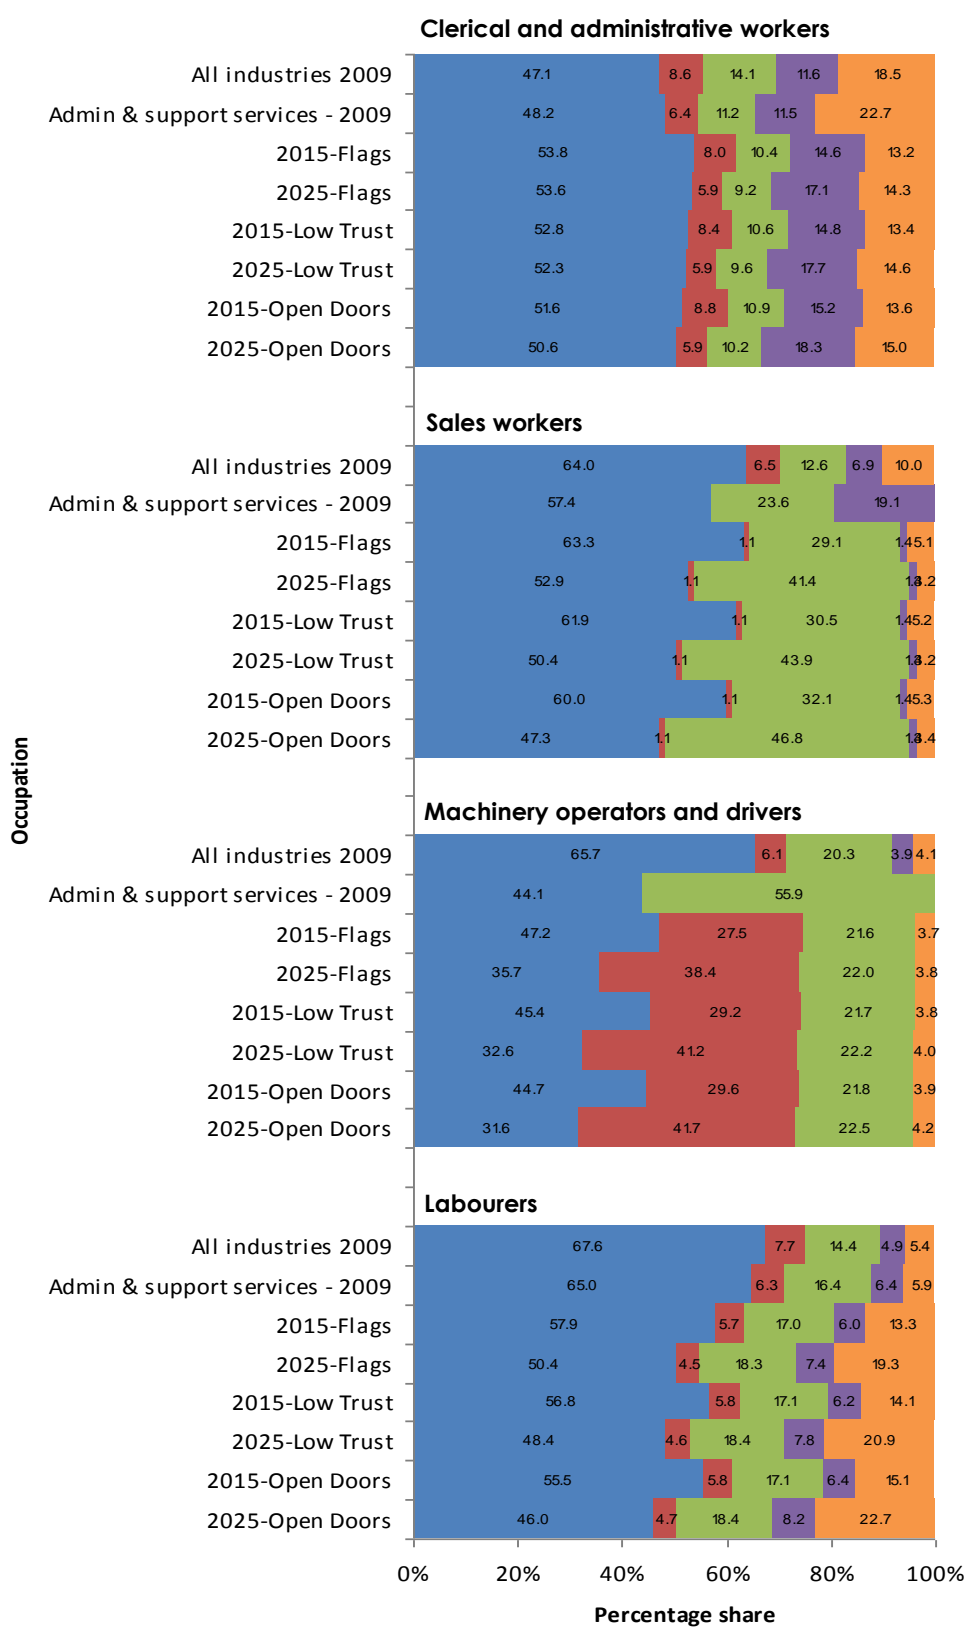 Clerical and administrative workers
All industries 2009 47.1 8.6 14.1 11.6 18.5
Admin & support services - 2009 48.2 6.4 11.2 11.5 22.7
2015-Flags 53.8 8.0 10.4 14.6 13.2
2025-Flags 53.6 5.9 9.2 17.1 14.3
2015-Low Trust 52.8 8.4 10.6 14.8 13.4
2025-Low Trust 52.3 5.9 9.6 17.7 14.6
2015-Open Doors 51.6 8.8 10.9 15.2 13.6
2025-Open Doors 50.6 5.9 10.2 18.3 15.0
Sales workers
All industries 2009 64.0 6.5 12.6 6.9 10.0
Admin & support services - 2009 57.4 23.6 19.1
2015-Flags 63.3 1.1 29.1 1.4 5.1
2025-Flags 52.9 1.1 41.4
2015-Low Trust 61.9 1.1 30.5 1.4 5.2
2025-Low Trust 50.4 1.1 43.9
2015-Open Doors 60.0 1.1 32.1 1.4 5.3
2025-Open Doors 47.3 1.1 46.8
Machinery operators and drivers
All industries 2009 65.7 6.1 20.3 3.9 4.1
Admin & support services - 2009 44.1 55.9
2015-Flags 47.2 27.5 21.6 3.7
2025-Flags 35.7 38.4 22.0 3.8
2015-Low Trust 45.4 29.2 21.7 3.8
2025-Low Trust 32.6 41.2 22.2 4.0
2015-Open Doors 44.7 29.6 21.8 3.9
2025-Open Doors 31.6 41.7 22.5 4.2
Labourers
All industries 2009 67.6 7.7 14.4 4.9 5.4
Admin & support services - 2009 65.0 6.3 16.4 6.4 5.9
2015-Flags 57.9 5.7 17.0 6.0 13.3
2025-Flags 50.4 4.5 18.3 7.4 19.3
2015-Low Trust 56.8 5.8 17.1 6.2 14.1
2025-Low Trust 48.4 4.6 18.4 7.8 20.9
2015-Open Doors 55.5 5.8 17.1 6.4 15.1
2025-Open Doors 46.0 4.7 18.4 8.2 22.7
0% 20% 40% 60% 80% 100%
Percentage share
Occupation